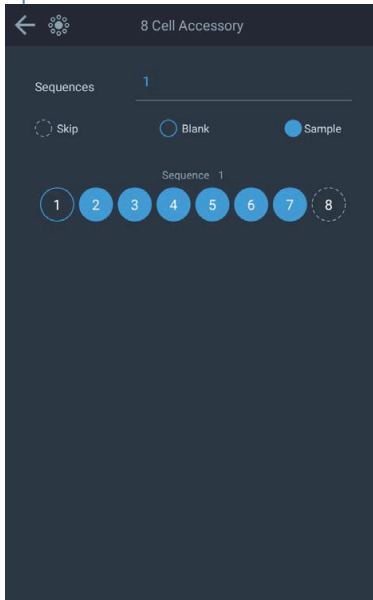 8 Cell Accessory
Sequences 1
Skip Blank Sample
Sequence 1
1 2 3 4 5 6 7 8